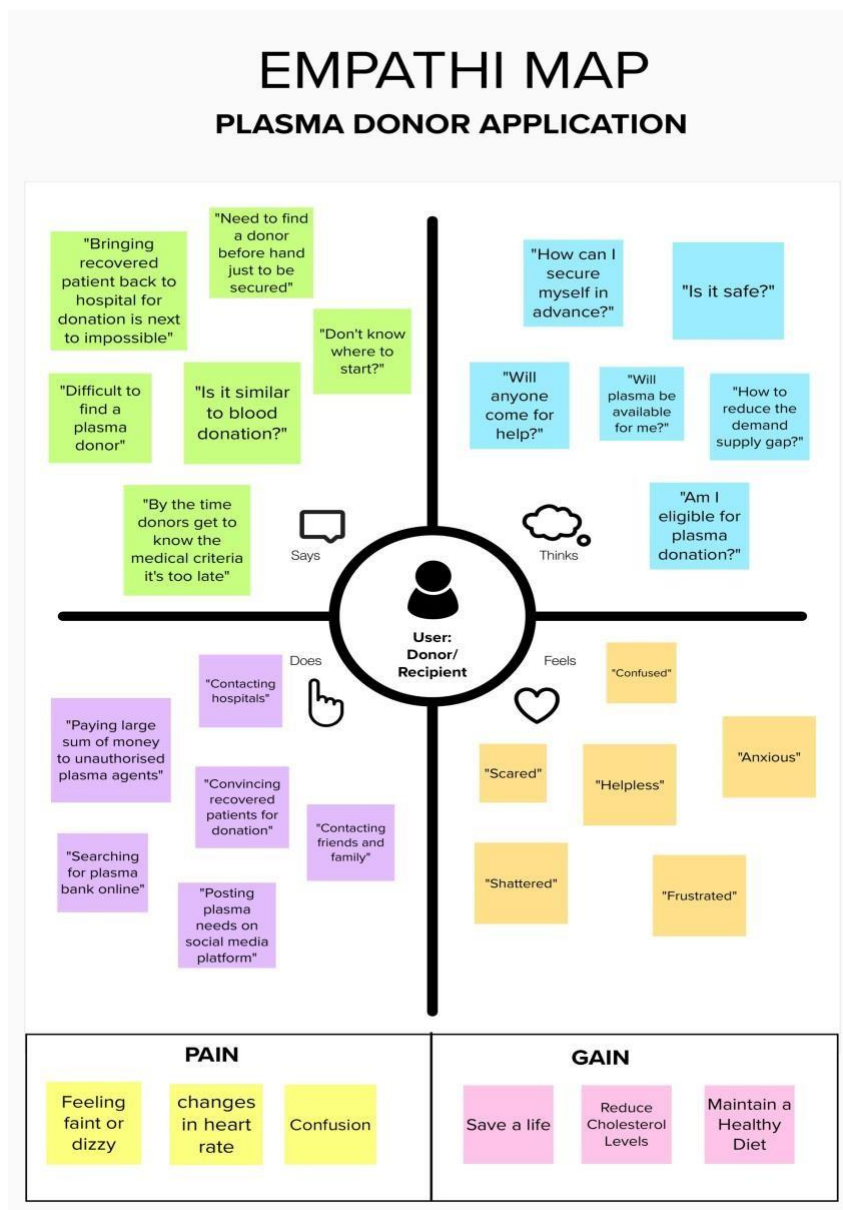 EMPATHI MAP
PLASMA DONOR APPLICATION
"Bringing
recovered
patient back to
hospital for
donation is next
to impossible"
"Need to find
a donor
before hand
just to be
secured"
"Don't know
where to
start?"
"Difficult to
find a
plasma
donor"
"Is it similar
to blood
donation?"
"By the time
donors get to
know the
medical criteria
it's too late"
Says
"How can I
secure
myself in
advance?"
"Is it safe?"
"Will
anyone
come for
help?"
"Will
plasma be
available
for me?"
"How to
reduce the
demand
supply gap?"
"Am I
eligible for
plasma
donation?"
Thinks
User:
Donor/
Recipient
Does
"Contacting
hospitals"
"Paying large
sum of money
to unauthorised
plasma agents"
"Convincing
recovered
patients for
donation"
"Contacting
friends and
family"
"Searching
for plasma
bank online"
"Posting
plasma
needs on
social media
platform"
Feels
"Confused"
"Scared"
"Helpless"
"Anxious"
"Shattered"
"Frustrated"
PAIN
Feeling
faint or
dizzy
changes
in heart
rate
Confusion
GAIN
Save a life
Reduce
Cholesterol
Levels
Maintain a
Healthy
Diet